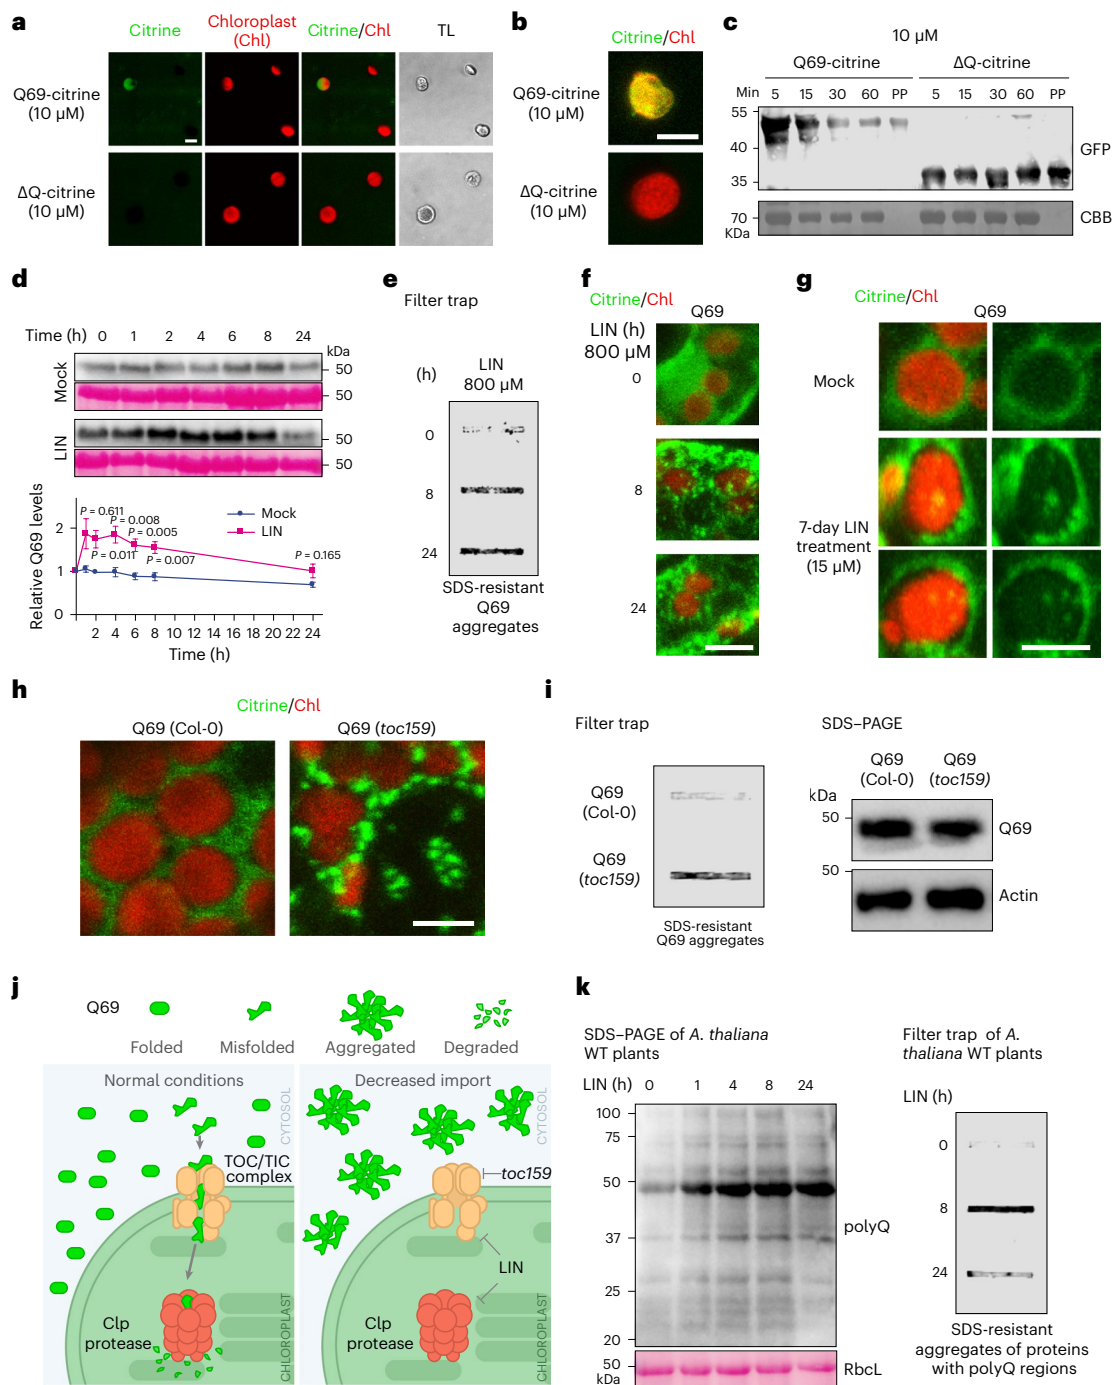 a
Citrine
Chloroplast
(Chl)
Citrine/Chl
TL
Q69-citrine
(10 µM)
ΔQ-citrine
(10 µM)
b
Citrine/Chl
Q69-citrine
(10 µM)
ΔQ-citrine
(10 µM)
c
10 µM
Q69-citrine
ΔQ-citrine
Min 5 15 30 60 PP 5 15 30 60 PP
55
40
35
GFP
70
KDa
CBB
d
Time (h) 0 1 2 4 6 8 24
kDa
Mock
50
50
LIN
50
50
Relative Q69 levels
2
1
0
P = 0.611
P = 0.008
P = 0.005
P = 0.011
P = 0.007
P = 0.165
Mock
LIN
2 4 6 8 10 12 14 16 18 20 22 24
Time (h)
e
Filter trap
(h)
LIN
800 µM
0
8
24
SDS-resistant
Q69
aggregates
f
Citrine/Chl
Q69
LIN (h)
800 µM
0
8
24
g
Citrine/Chl
Q69
Mock
7-day LIN
treatment
(15 µM)
h
Citrine/Chl
Q69 (Col-0)
Q69 (toc159)
i
Filter trap
Q69
(Col-0)
Q69
(toc159)
SDS-resistant
Q69 aggregates
SDS–PAGE
Q69
(Col-0)
Q69
(toc159)
kDa
50
Q69
50
Actin
j
Q69
Folded
Misfolded
Aggregated
Degraded
Normal conditions
CYTOSOL
TOC/TIC
complex
Clp
protease
CHLOROPLAST
Decreased import
CYTOSOL
toc159
LIN
Clp
protease
CHLOROPLAST
k
SDS–PAGE of A. thaliana
WT plants
LIN (h) 0 1 4 8 24
100
75
50
37
25
20
polyQ
50
kDa
RbcL
Filter trap of A.
thaliana WT plants
LIN (h)
0
8
24
SDS-resistant
aggregates of proteins
with polyQ regions